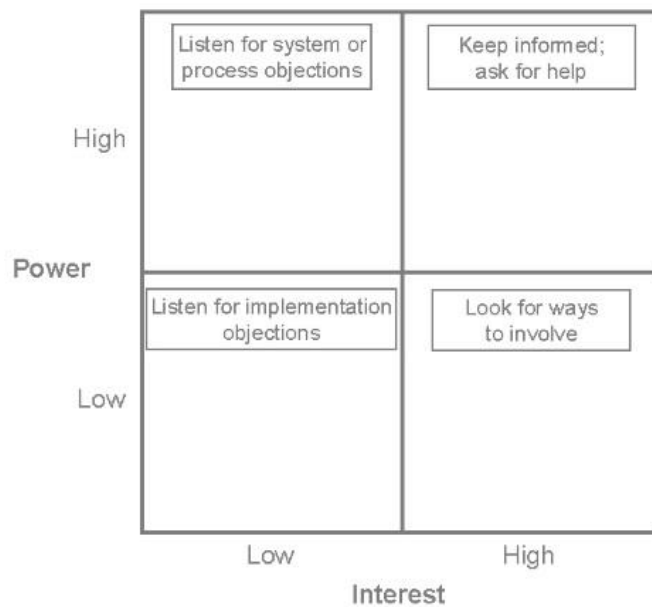 Listen for system or
process objections
Keep informed;
ask for help
High
Power
Listen for implementation
objections
Look for ways
to involve
Low
Low
High
Interest